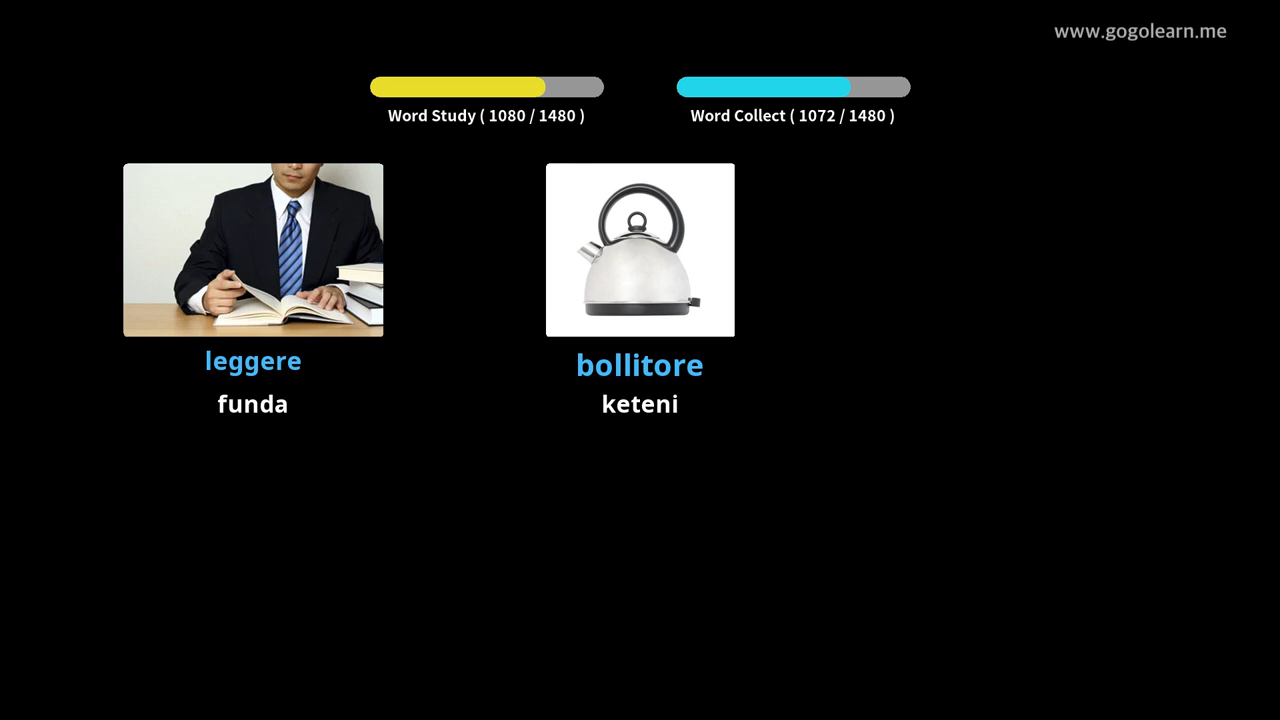 www.gogolearn.me
Word Study ( 1080 / 1480 )
Word Collect ( 1072 / 1480 )
leggere
funda
bollitore
keteni